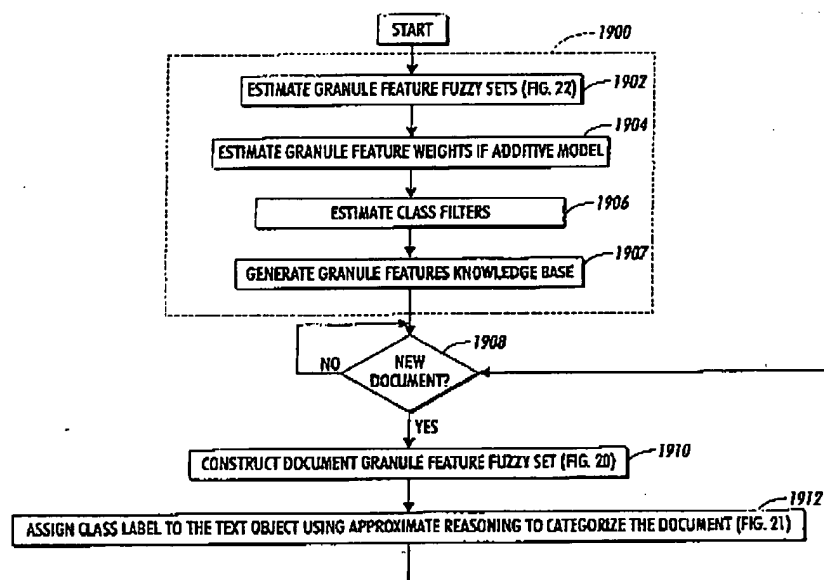 START
1900
ESTIMATE GRANULE FEATURE FUZZY SETS (FIG. 22)
1902
1904
ESTIMATE GRANULE FEATURE WEIGHTS IF ADDITIVE MODEL
1906
ESTIMATE CLASS FILTERS
1907
GENERATE GRANULE FEATURES KNOWLEDGE BASE
1908
NO
NEW
DOCUMENT?
YES
1910
CONSTRUCT DOCUMENT GRANULE FEATURE FUZZY SET (FIG. 20)
1912
ASSIGN CLASS LABEL TO THE TEXT OBJECT USING APPROXIMATE REASONING TO CATEGORIZE THE DOCUMENT (FIG. 21)